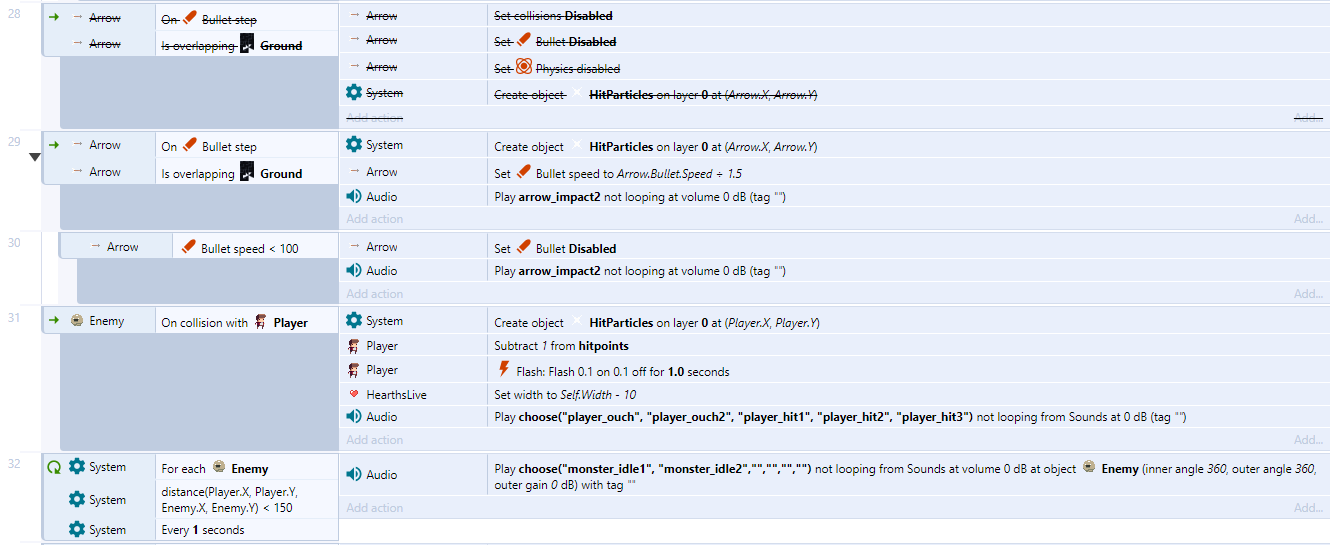 28 Arrow On Bullet step Arrow Set collisions Disabled
Arrow Is overlapping Ground Arrow Set Bullet Disabled
Arrow Set Physics disabled
System Create object HitParticles on layer 0 at (Arrow.X, Arrow.Y)
Add action Add...
29 Arrow On Bullet step System Create object HitParticles on layer 0 at (Arrow.X, Arrow.Y)
Arrow Is overlapping Ground Arrow Set Bullet speed to Arrow.Bullet.Speed ÷ 1.5
Audio Play arrow_impact2 not looping at volume 0 dB (tag "")
Add action Add...
30 Arrow Bullet speed < 100 Arrow Set Bullet Disabled
Audio Play arrow_impact2 not looping at volume 0 dB (tag "")
Add action Add...
31 Enemy On collision with Player System Create object HitParticles on layer 0 at (Player.X, Player.Y)
Player Subtract 1 from hitpoints
Player Flash: Flash 0.1 on 0.1 off for 1.0 seconds
HearthsLive Set width to Self.Width - 10
Audio Play choose("player_ouch", "player_ouch2", "player_hit1", "player_hit2", "player_hit3") not looping from Sounds at 0 dB (tag "")
Add action Add...
32 System For each Enemy Audio Play choose("monster_idle1", "monster_idle2","","","","") not looping from Sounds at volume 0 dB at object Enemy (inner angle 360, outer angle 360,
outer gain 0 dB) with tag ""
System distance(Player.X, Player.Y,
Enemy.X, Enemy.Y) < 150
Add action Add...
System Every 1 seconds